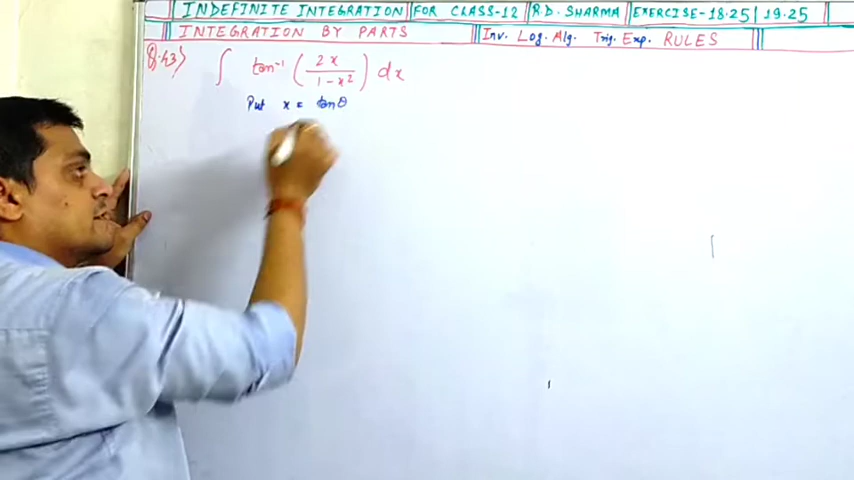 INDEFINITE INTEGRATION FOR CLASS-12 R.D. SHARMA EXERCISE-18.25 19.25
INTEGRATION BY PARTS Inv. Log. Alg. Trig. Exp. RULES
Q.43) ∫ tan⁻¹ (2x / 1-x²) dx
Put x = tanθ